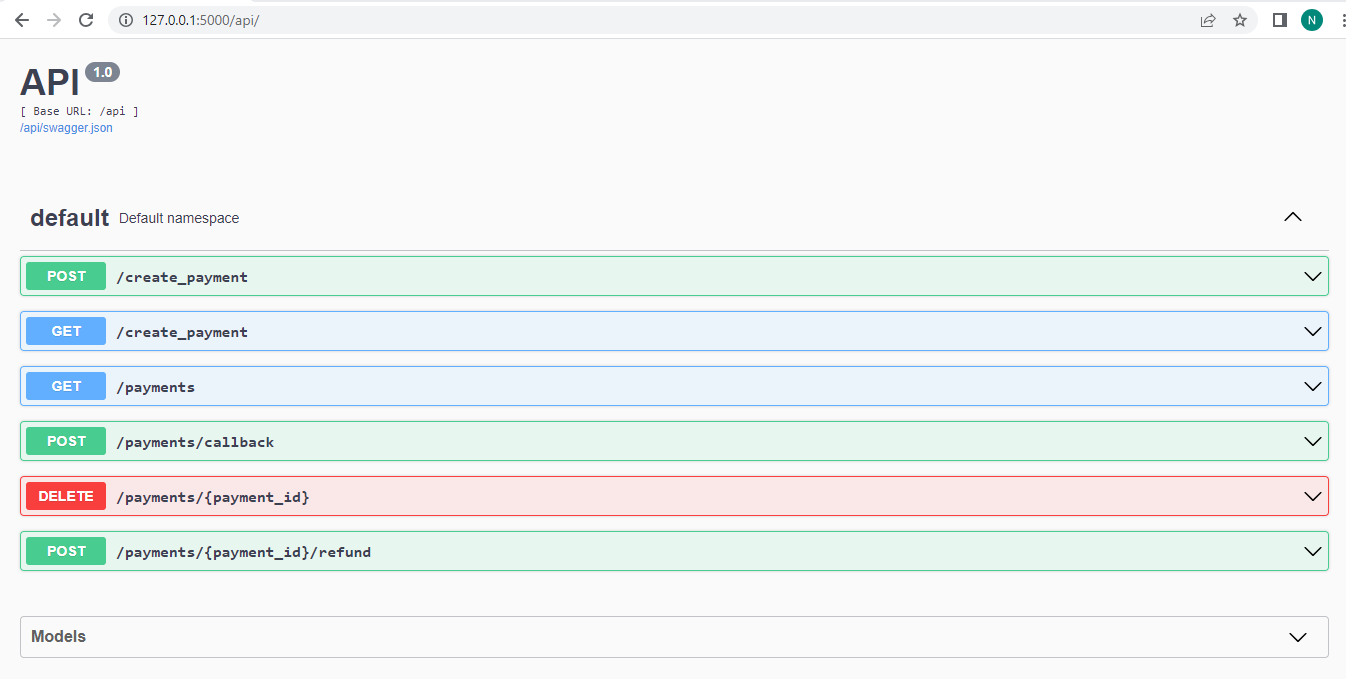 127.0.0.1:5000/api/
N
API 1.0
[ Base URL: /api ]
/api/swagger.json
default Default namespace
POST /create_payment
GET /create_payment
GET /payments
POST /payments/callback
DELETE /payments/{payment_id}
POST /payments/{payment_id}/refund
Models